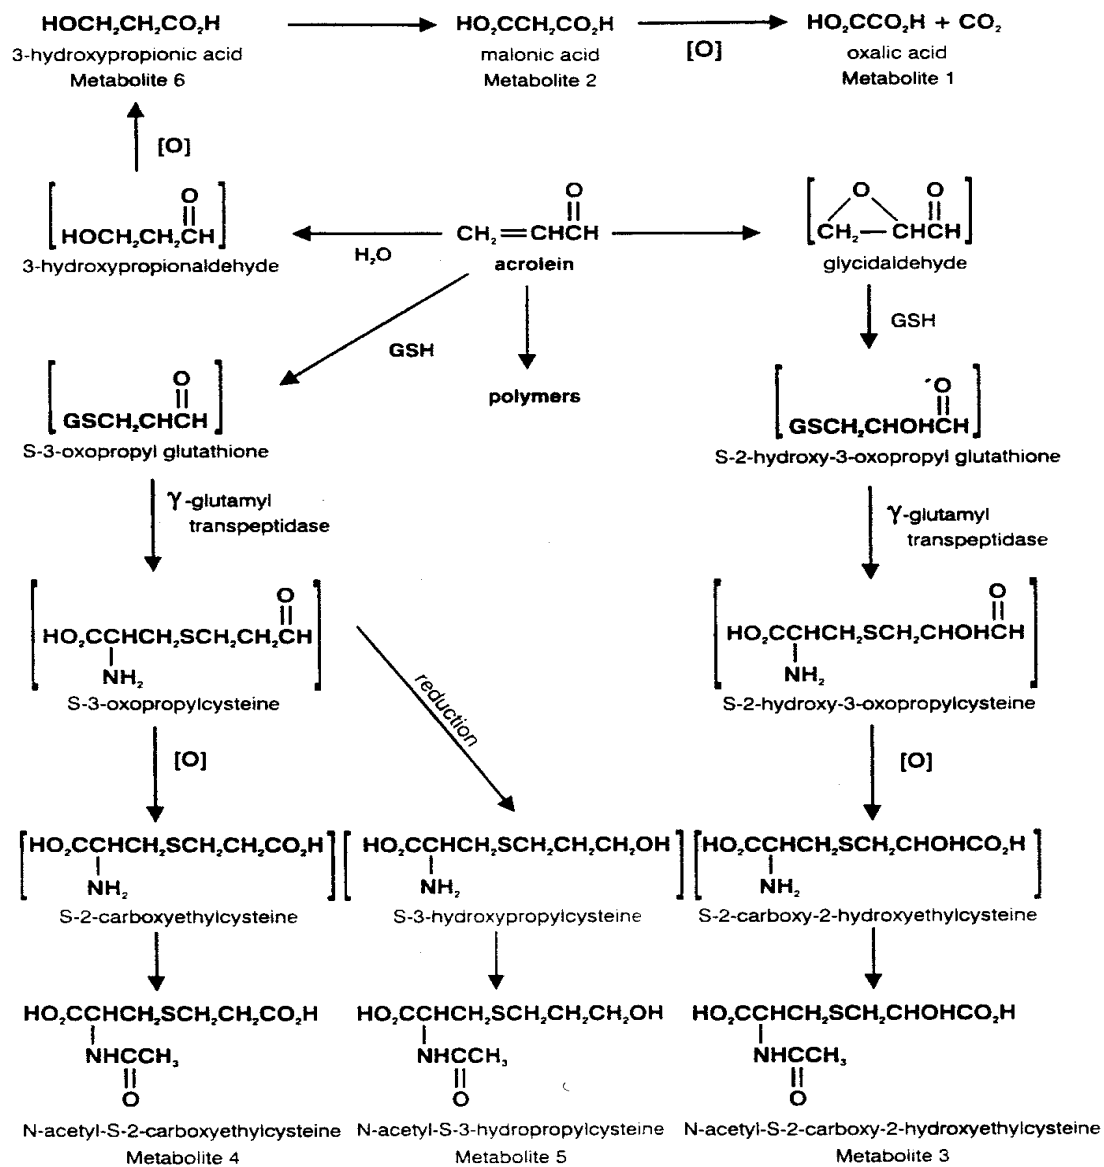 HOCH₂CH₂CO₂H
3-hydroxypropionic acid
Metabolite 6
HO₂CCH₂CO₂H
malonic acid
Metabolite 2
[O]
HO₂CCO₂H + CO₂
oxalic acid
Metabolite 1
[O]
O
HOCH₂CH₂CH
3-hydroxypropionaldehyde
H₂O
O
CH₂=CHCH
acrolein
O O
CH₂—CHCH
glycidaldehyde
GSH
polymers
GSH
O
GSCH₂CHCH
S-3-oxopropyl glutathione
O
GSCH₂CHOHCH
S-2-hydroxy-3-oxopropyl glutathione
γ-glutamyl
transpeptidase
γ-glutamyl
transpeptidase
O
HO₂CCHCH₂SCH₂CH₂CH
NH₂
S-3-oxopropylcysteine
reduction
O
HO₂CCHCH₂SCH₂CHOHCH
NH₂
S-2-hydroxy-3-oxopropylcysteine
[O]
[O]
HO₂CCHCH₂SCH₂CH₂CO₂H
NH₂
S-2-carboxyethylcysteine
HO₂CCHCH₂SCH₂CH₂CH₂OH
NH₂
S-3-hydroxypropylcysteine
HO₂CCHCH₂SCH₂CHOHCO₂H
NH₂
S-2-carboxy-2-hydroxyethylcysteine
HO₂CCHCH₂SCH₂CH₂CO₂H
NHCCH₃
O
N-acetyl-S-2-carboxyethylcysteine
Metabolite 4
HO₂CCHCH₂SCH₂CH₂CH₂OH
NHCCH₃
O
N-acetyl-S-3-hydropropylcysteine
Metabolite 5
HO₂CCHCH₂SCH₂CHOHCO₂H
NHCCH₃
O
N-acetyl-S-2-carboxy-2-hydroxyethylcysteine
Metabolite 3